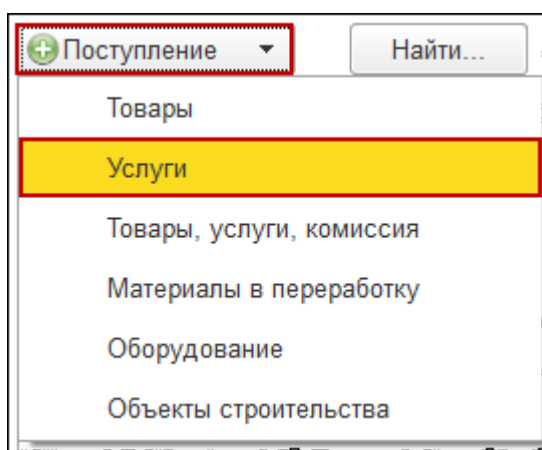 Поступление Найти...
Товары
Услуги
Товары, услуги, комиссия
Материалы в переработку
Оборудование
Объекты строительства